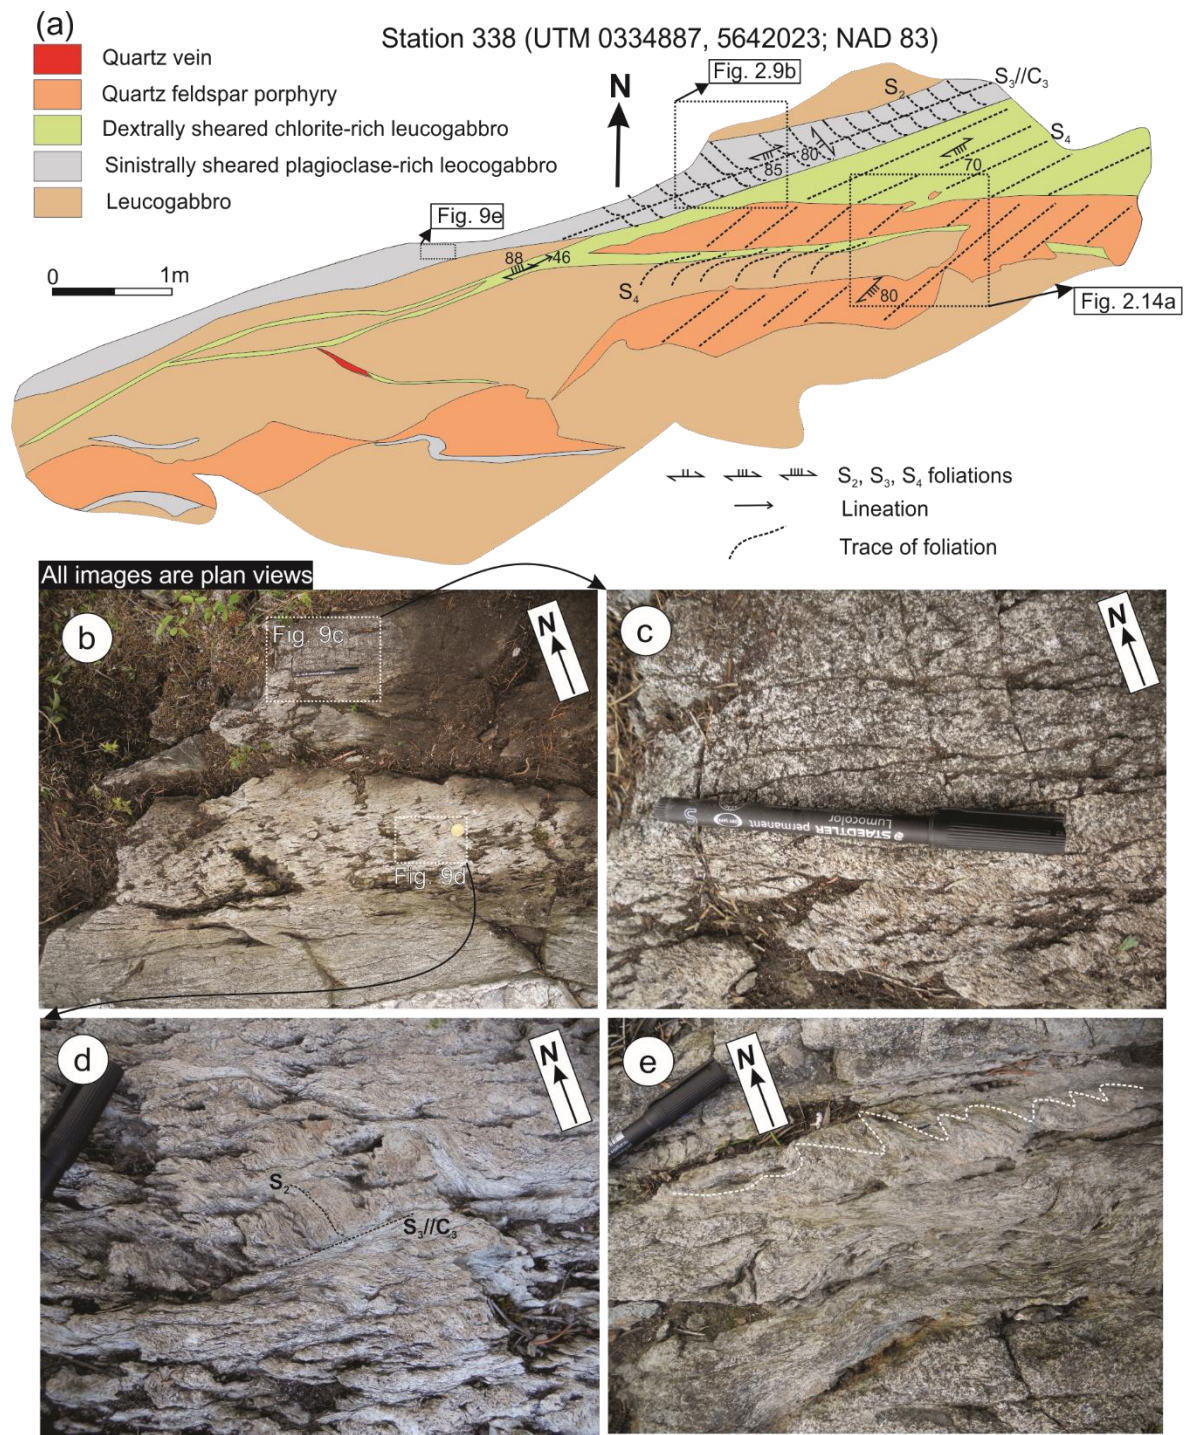 (a)
Station 338 (UTM 0334887, 5642023; NAD 83)
Quartz vein
Quartz feldspar porphyry
Dextrally sheared chlorite-rich leucogabbro
Sinistrally sheared plagioclase-rich leocogabbro
Leucogabbro
0 1m
N
Fig. 2.9b
S₂
S₃//C₃
S₄
85
80
70
Fig. 9e
88
46
S₄
80
Fig. 2.14a
S₂, S₃, S₄ foliations
Lineation
Trace of foliation
All images are plan views
b
Fig. 9c
N
Fig. 9d
c
N
STAEDTLER permanent
Lumocolor
S
d
N
S₂
S₃//C₃
e
N